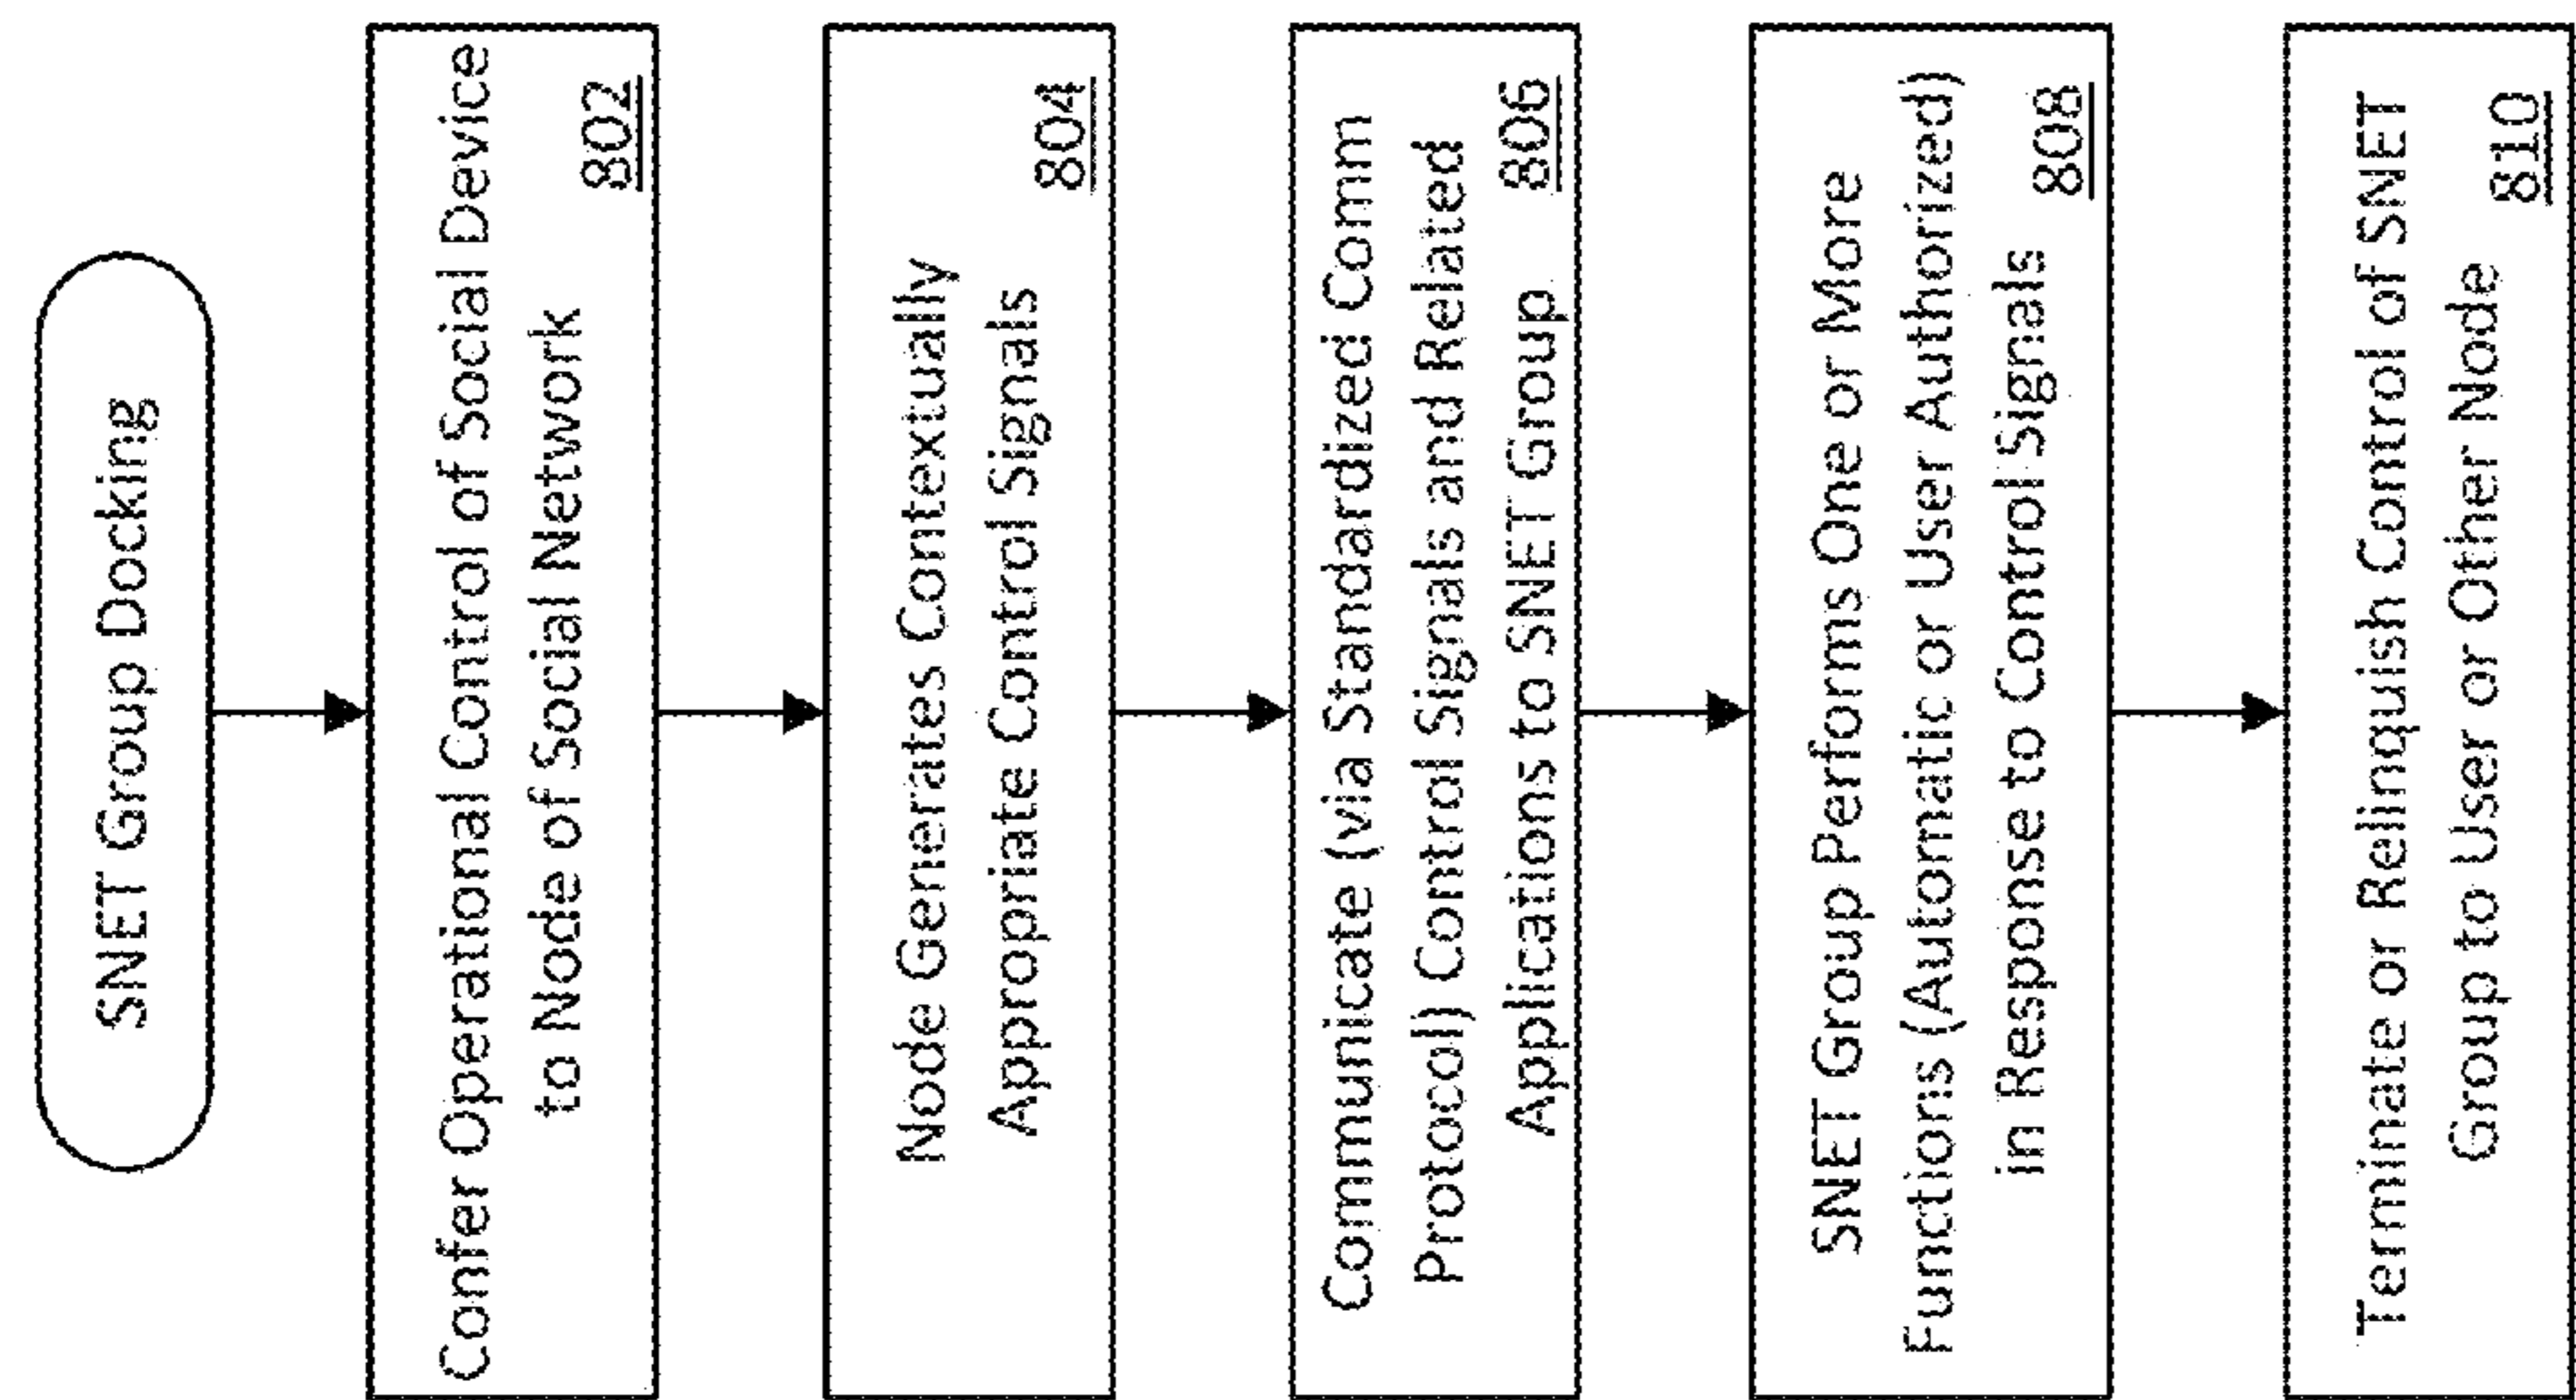 SNET Group Docking
Confer Operational Control of Social Device
to Node of Social Network
802
Node Generates Contextually
Appropriate Control Signals
804
Communicate (via Standardized Comm
Protocol) Control Signals and Related
Applications to SNET Group 806
SNET Group Performs One or More
Functions (Automatic or User Authorized)
in Response to Control Signals 808
Terminate or Relinquish Control of SNET
Group to User or Other Node 810